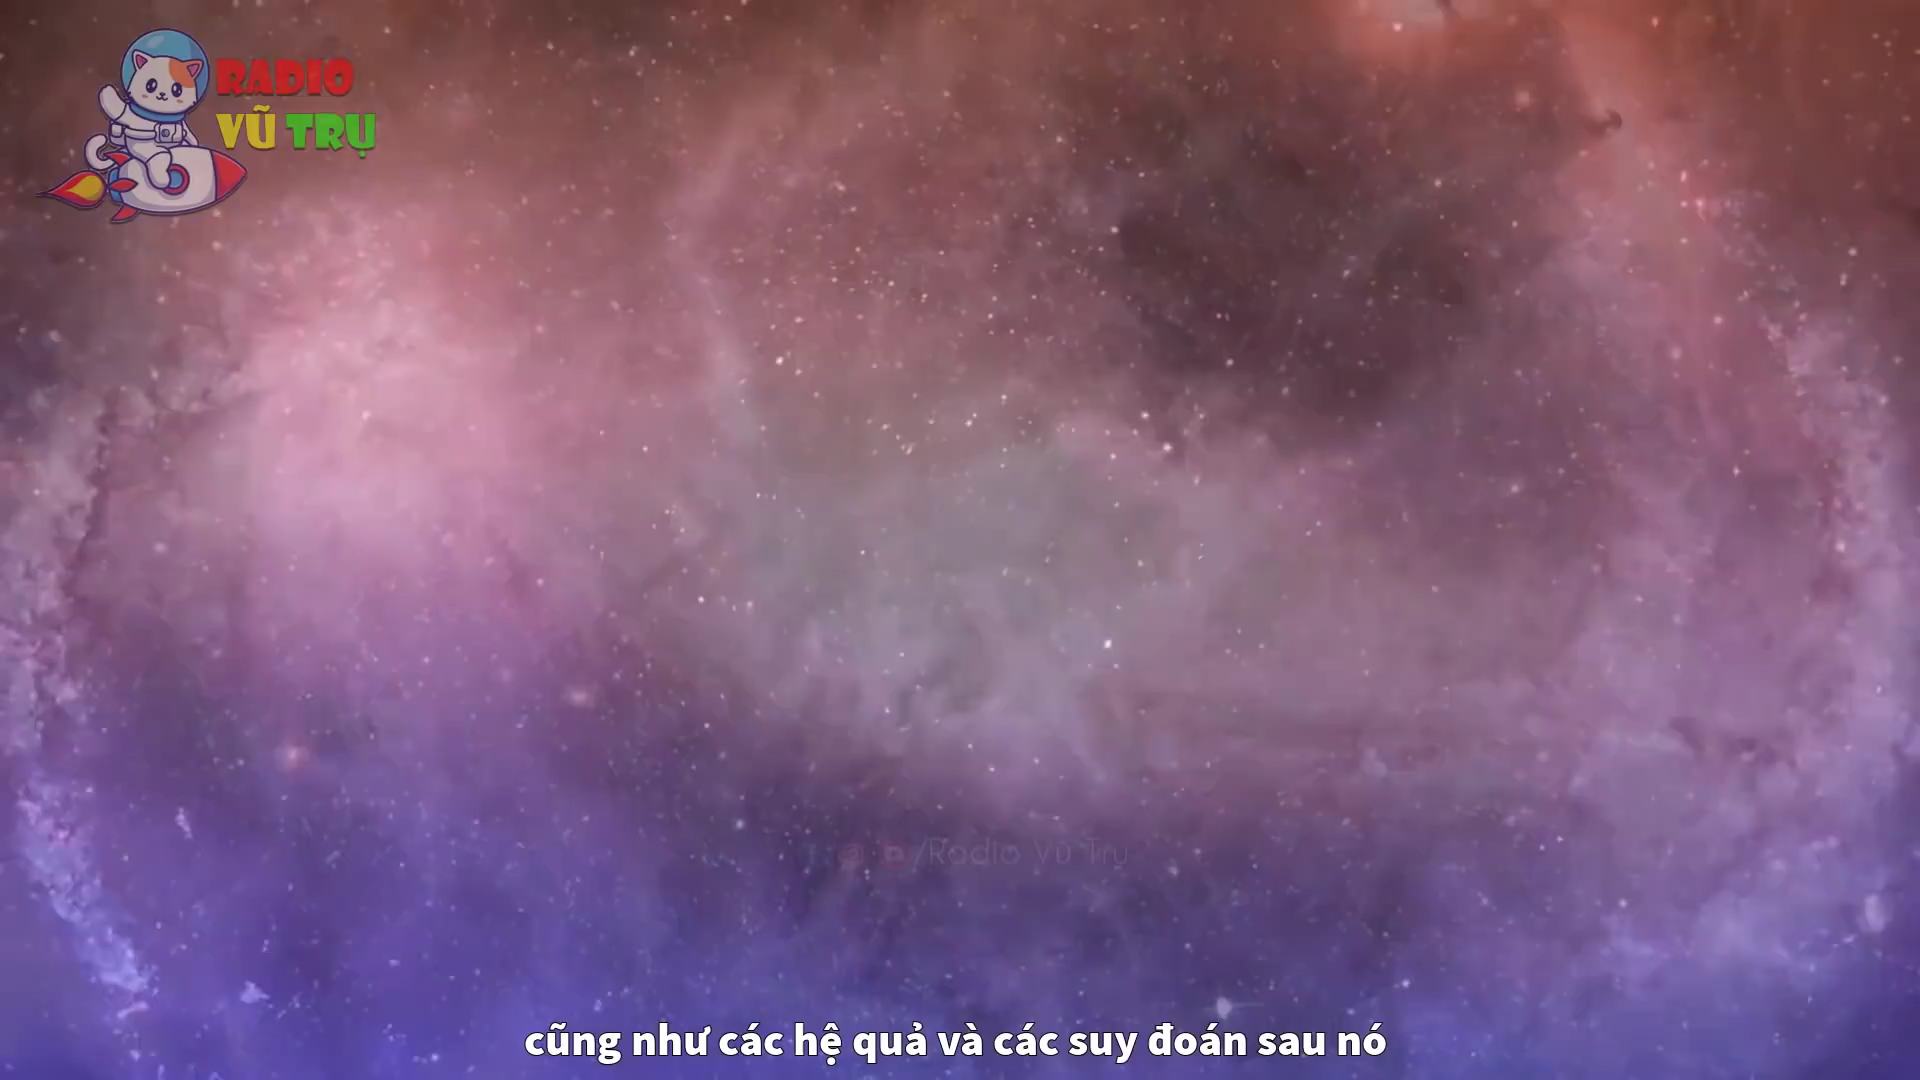 RADIO
VŨ TRỤ
/Radio Vũ Trụ
cũng như các hệ quả và các suy đoán sau nó